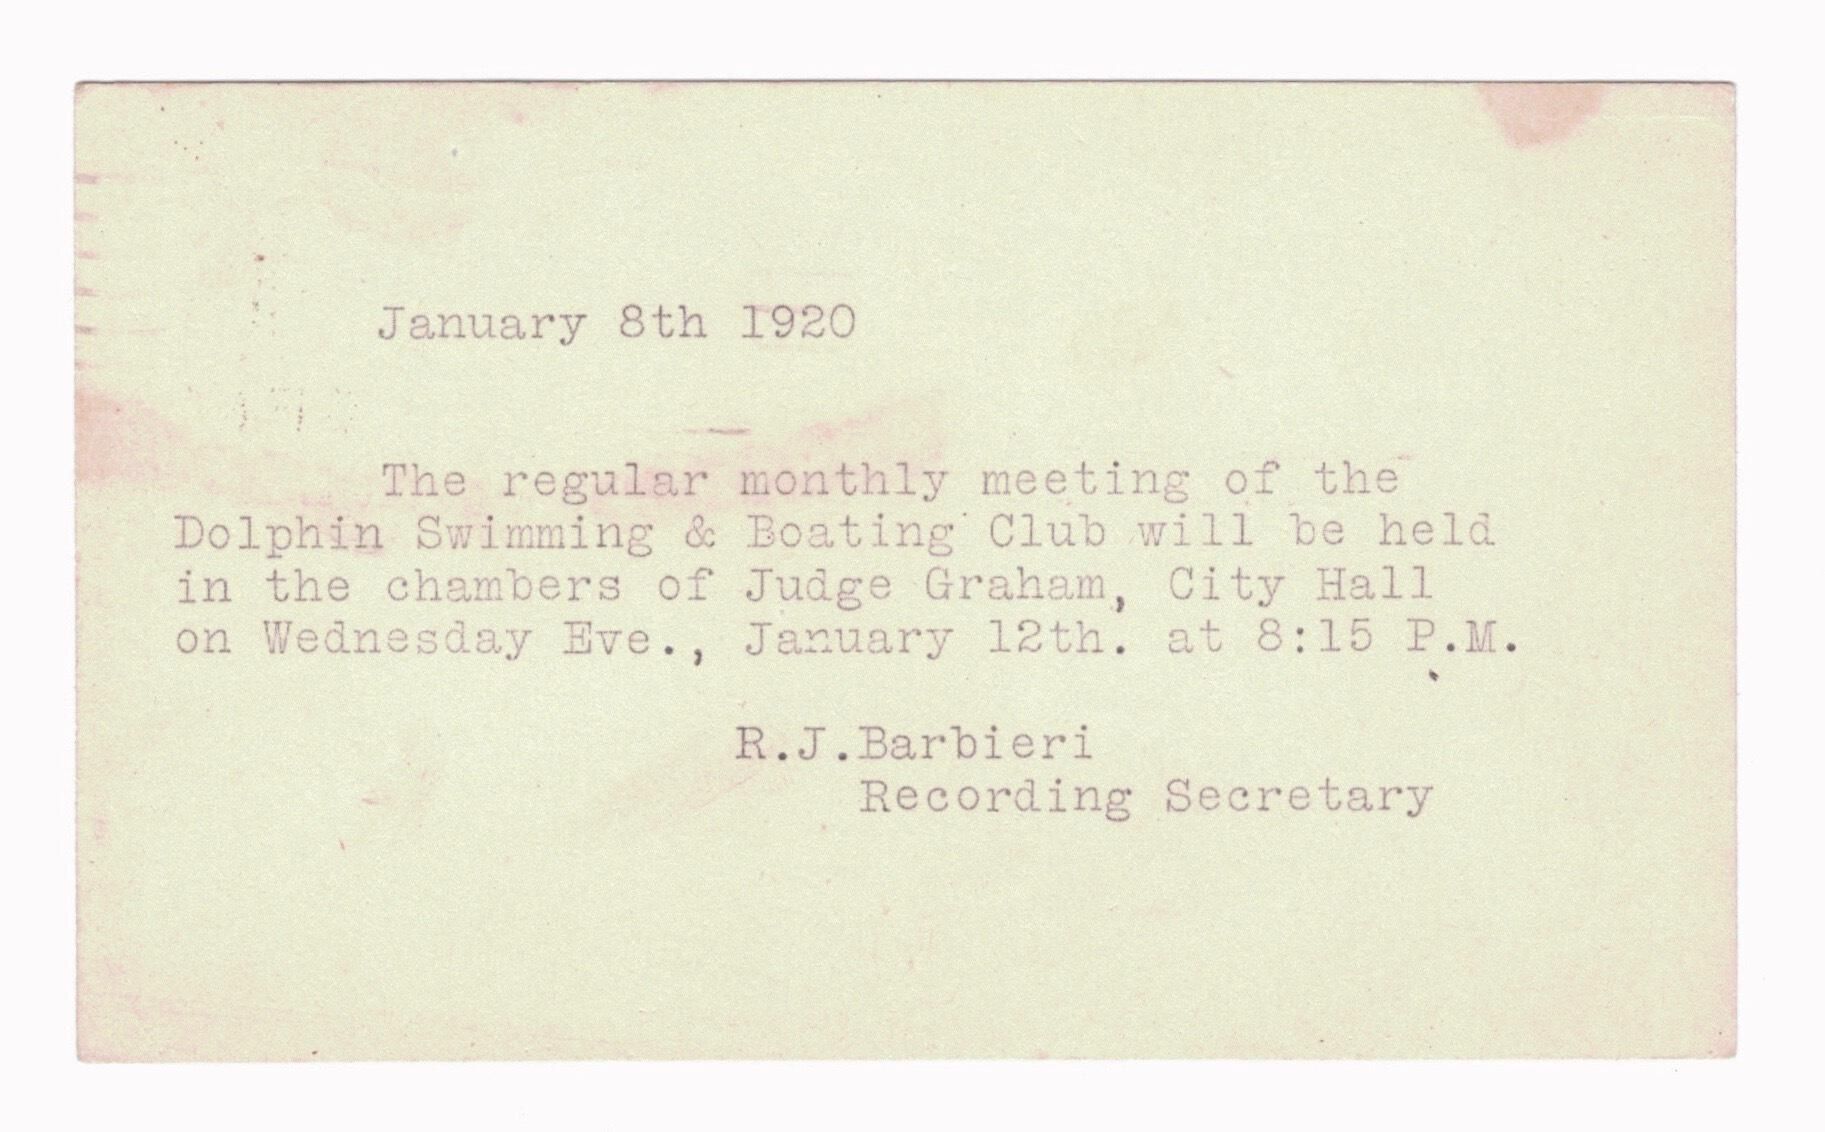 January 8th 1920
The regular monthly meeting of the
Dolphin Swimming & Boating Club will be held
in the chambers of Judge Graham, City Hall
on Wednesday Eve., January 12th. at 8:15 P.M.
R.J.Barbieri
Recording Secretary